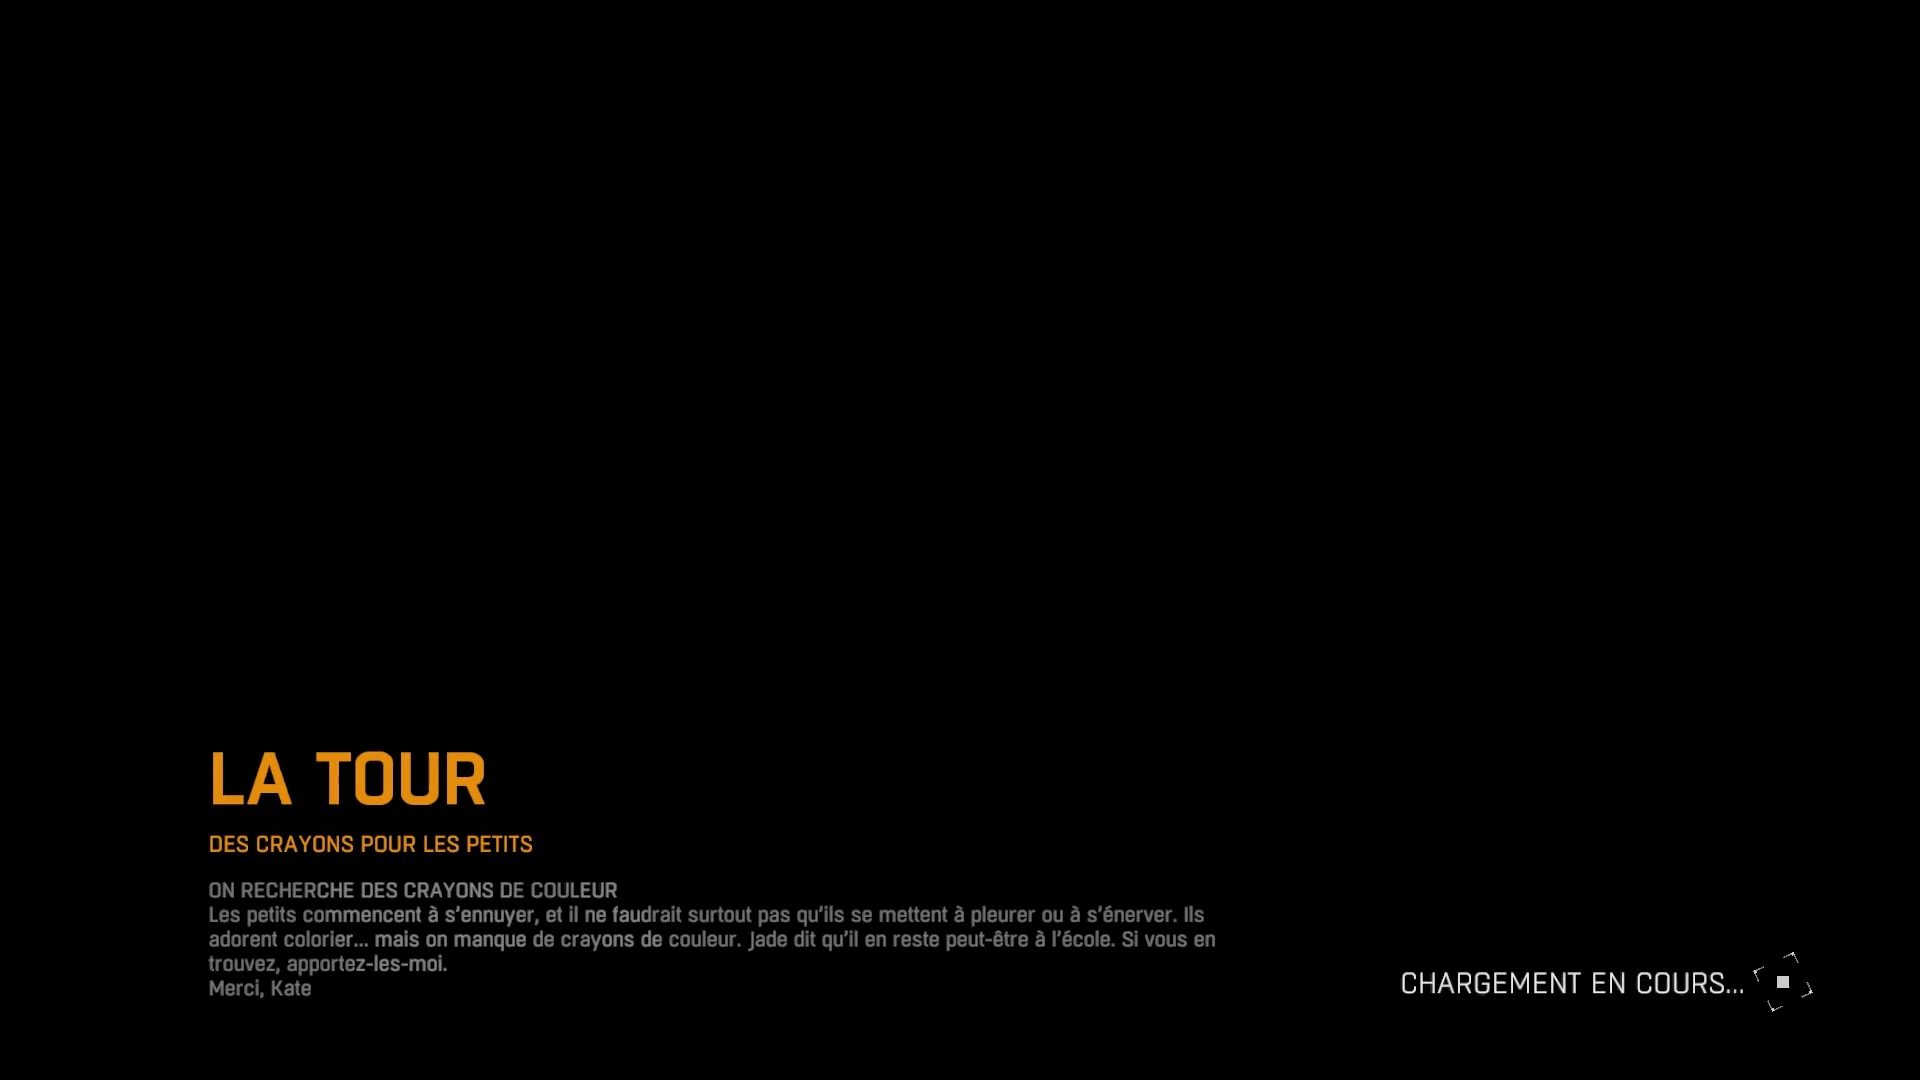 LA TOUR
DES CRAYONS POUR LES PETITS
ON RECHERCHE DES CRAYONS DE COULEUR
Les petits commencent à s'ennuyer, et il ne faudrait surtout pas qu'ils se mettent à pleurer ou à s'énerver. Ils
adorent colorier... mais on manque de crayons de couleur. Jade dit qu'il en reste peut-être à l'école. Si vous en
trouvez, apportez-les-moi.
Merci, Kate
CHARGEMENT EN COURS...